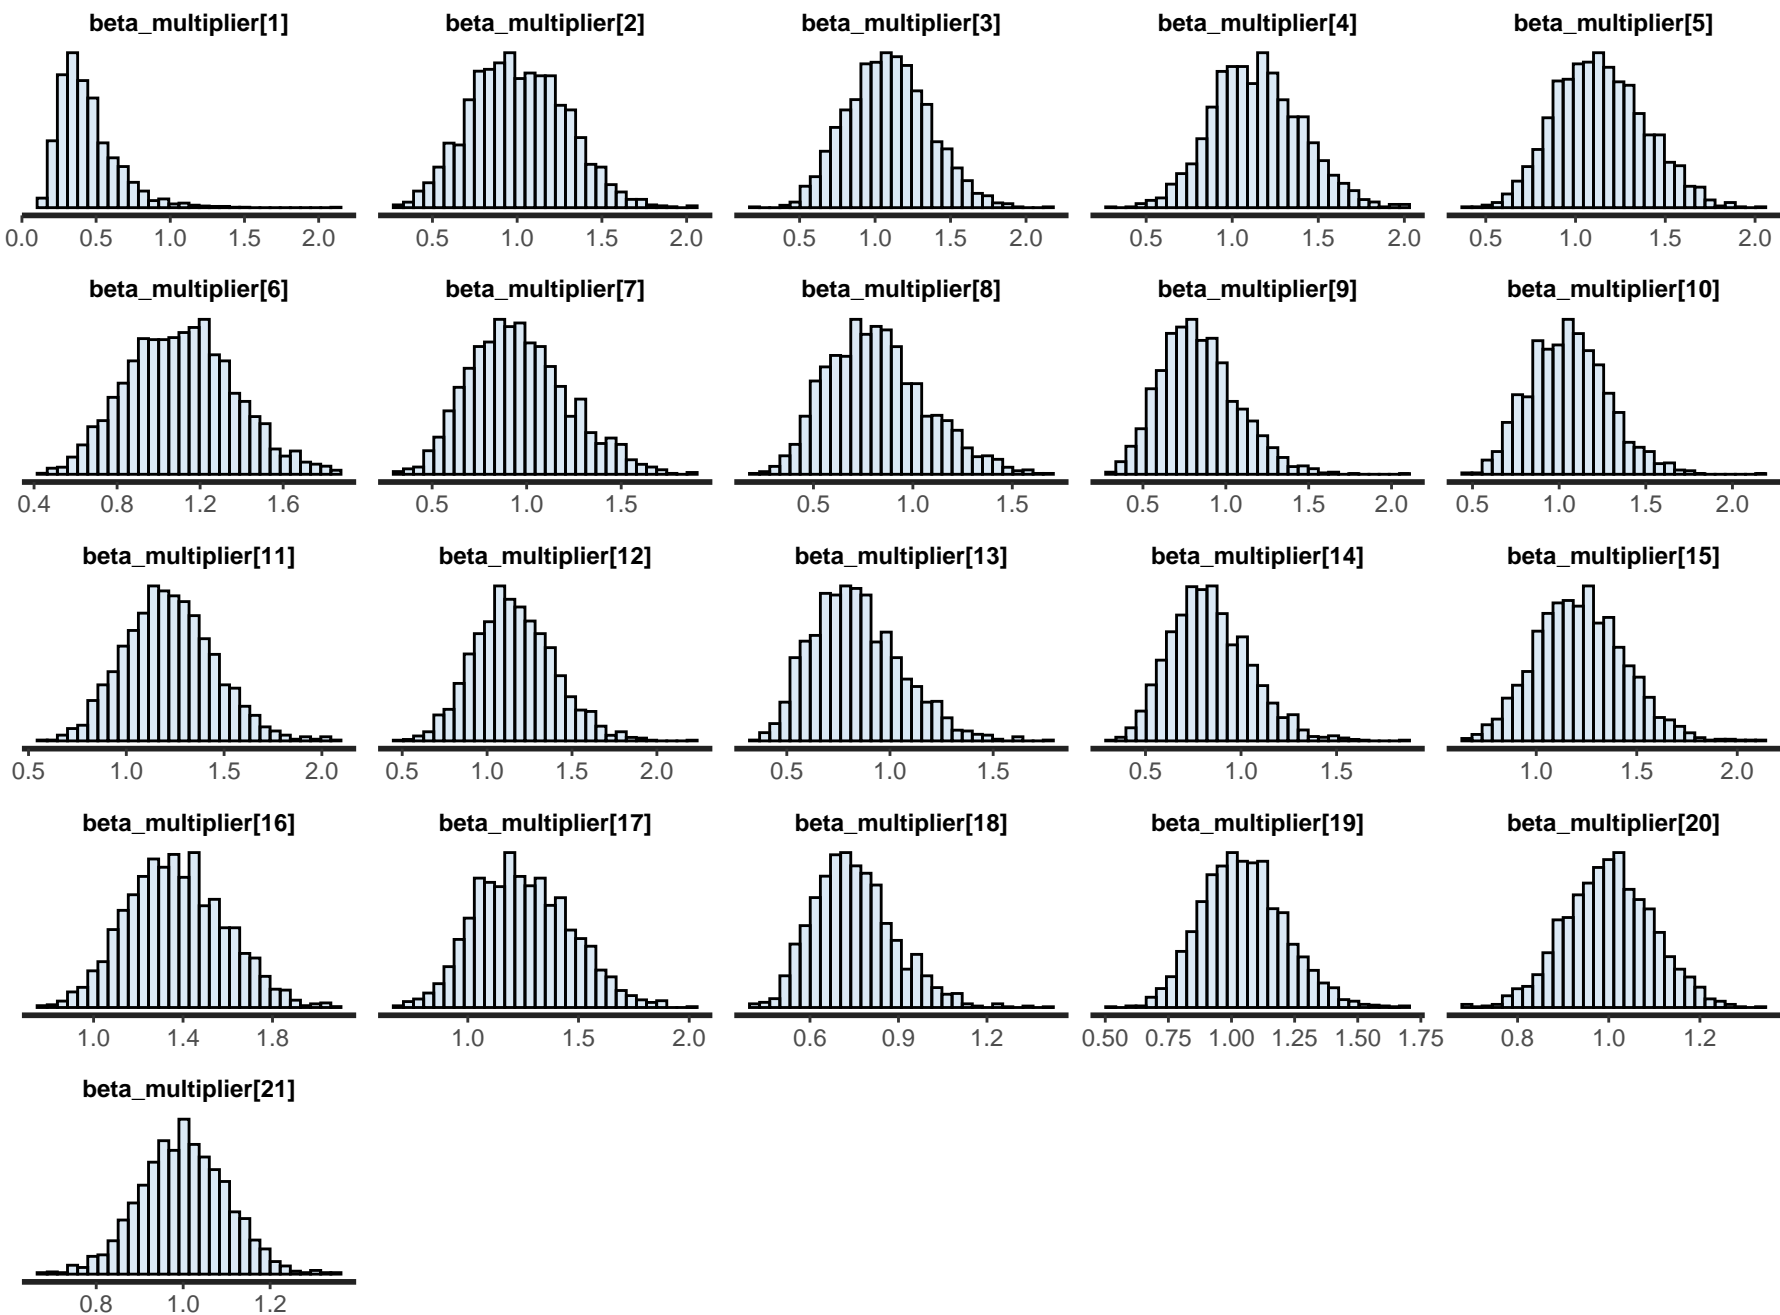 beta_multiplier[1] beta_multiplier[2] beta_multiplier[3] beta_multiplier[4] beta_multiplier[5]
0.0 0.5 1.0 1.5 2.0 0.5 1.0 1.5 2.0 0.5 1.0 1.5 2.0 0.5 1.0 1.5 2.0 0.5 1.0 1.5 2.0
beta_multiplier[6] beta_multiplier[7] beta_multiplier[8] beta_multiplier[9] beta_multiplier[10]
0.4 0.8 1.2 1.6 0.5 1.0 1.5 0.5 1.0 1.5 0.5 1.0 1.5 2.0 0.5 1.0 1.5 2.0
beta_multiplier[11] beta_multiplier[12] beta_multiplier[13] beta_multiplier[14] beta_multiplier[15]
0.5 1.0 1.5 2.0 0.5 1.0 1.5 2.0 0.5 1.0 1.5 0.5 1.0 1.5 1.0 1.5 2.0
beta_multiplier[16] beta_multiplier[17] beta_multiplier[18] beta_multiplier[19] beta_multiplier[20]
1.0 1.4 1.8 1.0 1.5 2.0 0.6 0.9 1.2 0.50 0.75 1.00 1.25 1.50 1.75 0.8 1.0 1.2
beta_multiplier[21]
0.8 1.0 1.2